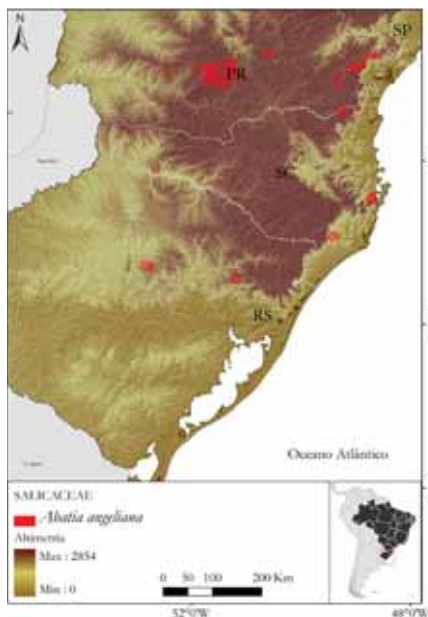 N
SP
PR
SC
RS
Oceano Atlântico
SALICACEAE
Abatia angeliana
Altimetria
Max : 2854
Min : 0
0 50 100 200 Km
52°0'W 48°0'W